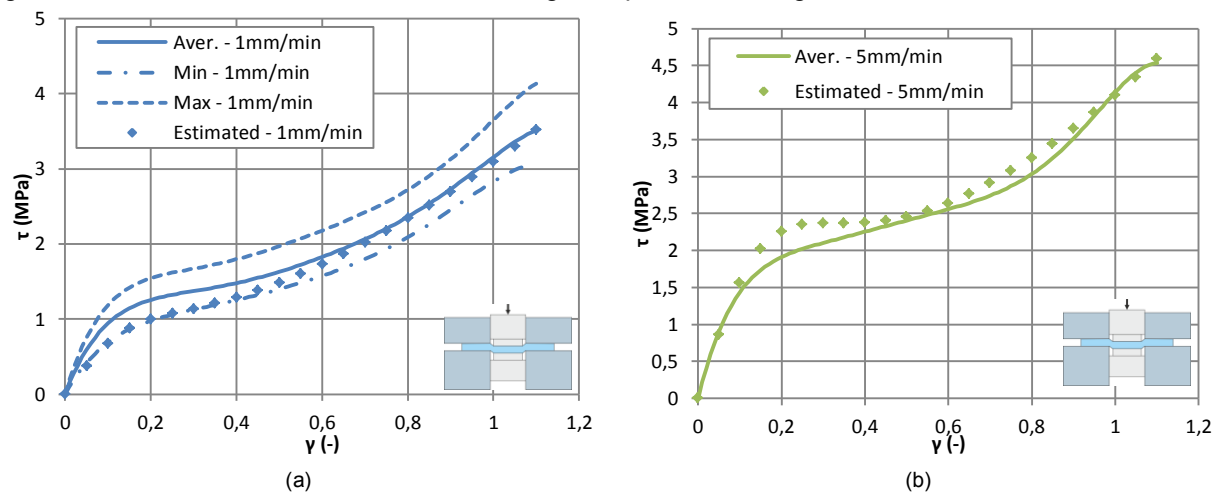 5
Aver. - 1mm/min
Min - 1mm/min
Max - 1mm/min
Estimated - 1mm/min
4
3
2
1
0
τ (MPa)
0 0,2 0,4 0,6 0,8 1 1,2
γ (-)
(a)
5
4,5
4
3,5
3
2,5
2
1,5
1
0,5
0
Aver. - 5mm/min
Estimated - 5mm/min
τ (MPa)
0 0,2 0,4 0,6 0,8 1 1,2
γ (-)
(b)